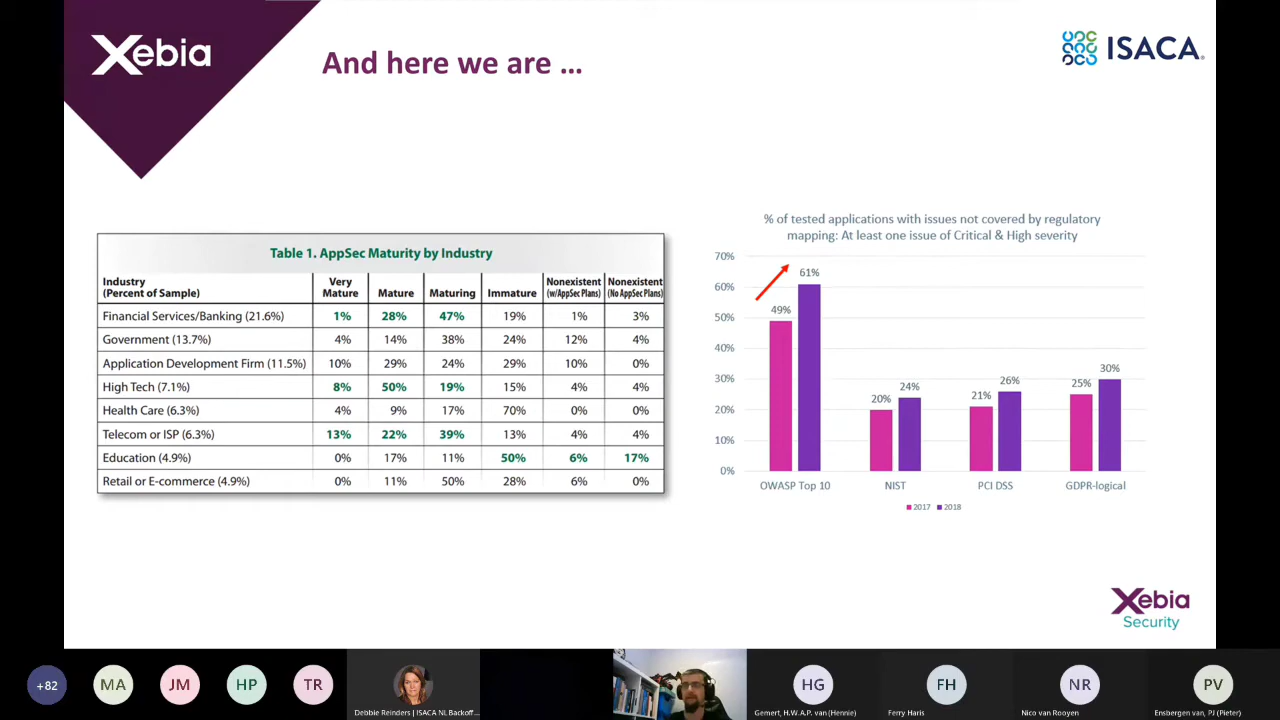 Xebia
And here we are ...
ISACA
Table 1. AppSec Maturity by Industry
Industry
(Percent of Sample)
Very
Mature
Mature
Maturing
Immature
Nonexistent
(w/AppSec Plans)
Nonexistent
(No AppSec Plans)
Financial Services/Banking (21.6%) 1% 28% 47% 19% 1% 3%
Government (13.7%) 4% 14% 38% 24% 12% 4%
Application Development Firm (11.5%) 10% 29% 24% 29% 10% 0%
High Tech (7.1%) 8% 50% 19% 15% 4% 4%
Health Care (6.3%) 4% 9% 17% 70% 0% 0%
Telecom or ISP (6.3%) 13% 22% 39% 13% 4% 4%
Education (4.9%) 0% 17% 11% 50% 6% 17%
Retail or E-commerce (4.9%) 0% 11% 50% 28% 6% 0%
% of tested applications with issues not covered by regulatory
mapping: At least one issue of Critical & High severity
70%
60%
50%
40%
30%
20%
10%
0%
49% 61%
20% 24%
21% 26%
25% 30%
OWASP Top 10 NIST PCI DSS GDPR-logical
2017 2018
Xebia
Security
+82 MA JM HP TR HG FH NR PV
Debbie Reinders | ISACA NL Backoff...
Gemert, H.W.A.P. van (Hennie)
Ferry Haris
Nico van Rooyen
Ensbergen van, PJ (Pieter)